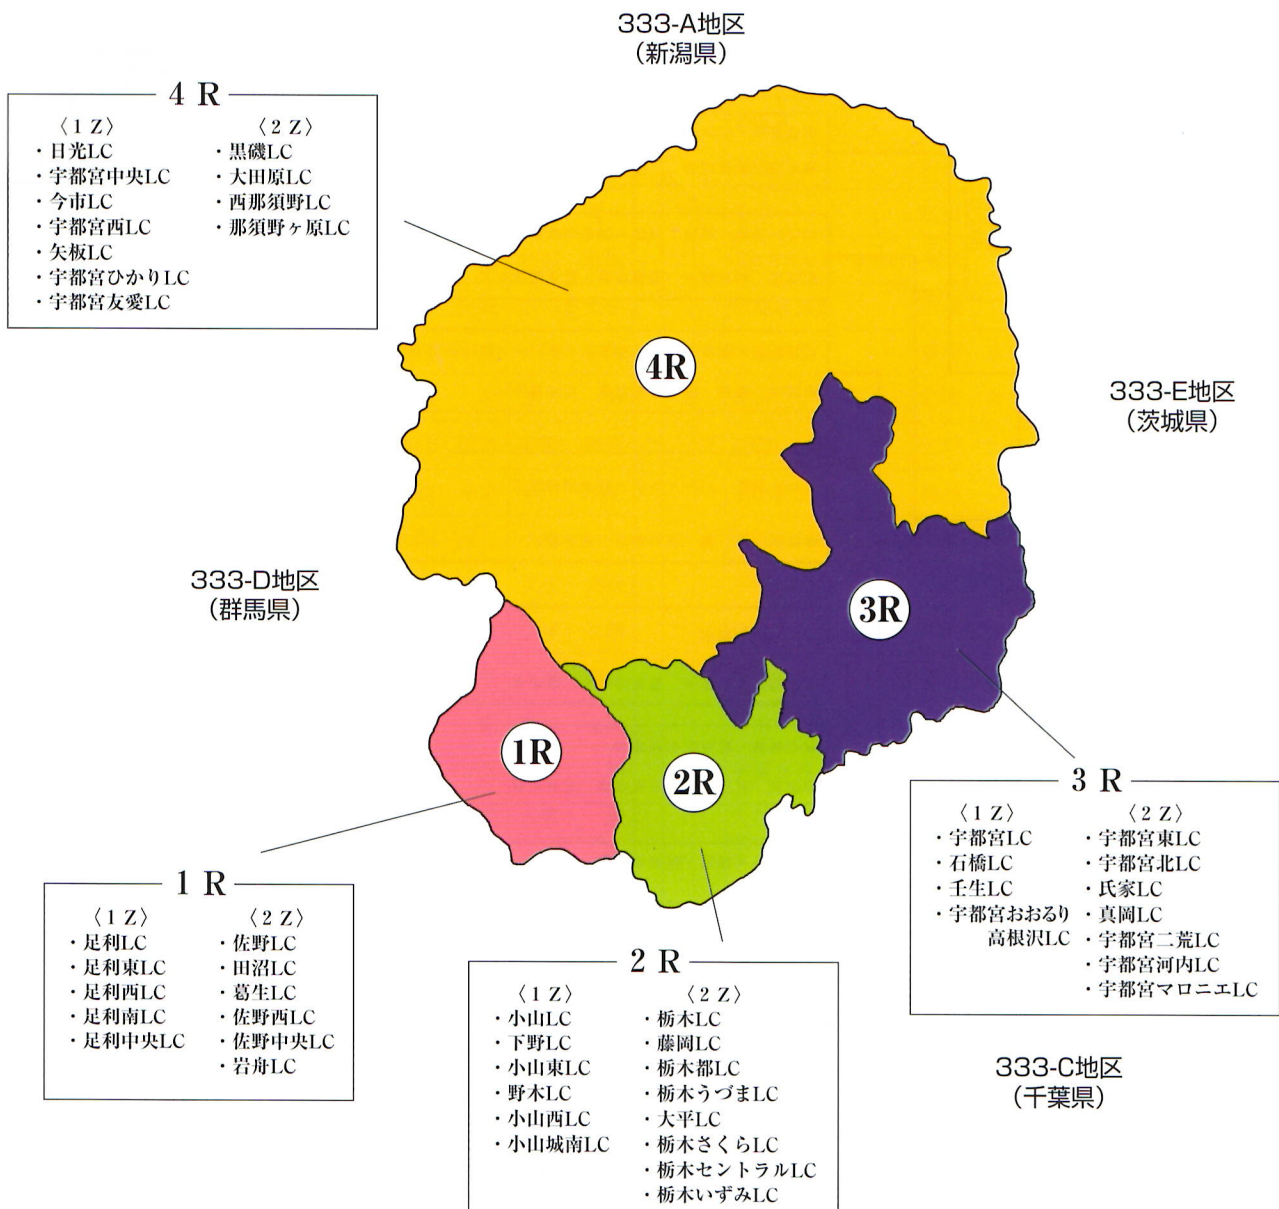 333-A地区
（新潟県）
4 R
〈1 Z〉
・日光LC
・宇都宮中央LC
・今市LC
・宇都宮西LC
・矢板LC
・宇都宮ひかりLC
・宇都宮友愛LC
〈2 Z〉
・黒磯LC
・大田原LC
・西那須野LC
・那須野ヶ原LC
4R
333-E地区
（茨城県）
333-D地区
（群馬県）
3R
1R
2R
3 R
〈1 Z〉
・宇都宮LC
・石橋LC
・壬生LC
・宇都宮おおるり
高根沢LC
〈2 Z〉
・宇都宮東LC
・宇都宮北LC
・氏家LC
・真岡LC
・宇都宮二荒LC
・宇都宮河内LC
・宇都宮マロニエLC
1 R
〈1 Z〉
・足利LC
・足利東LC
・足利西LC
・足利南LC
・足利中央LC
〈2 Z〉
・佐野LC
・田沼LC
・葛生LC
・佐野西LC
・佐野中央LC
・岩舟LC
2 R
〈1 Z〉
・小山LC
・下野LC
・小山東LC
・野木LC
・小山西LC
・小山城南LC
〈2 Z〉
・栃木LC
・藤岡LC
・栃木都LC
・栃木うづまLC
・大平LC
・栃木さくらLC
・栃木セントラルLC
・栃木いずみLC
333-C地区
（千葉県）